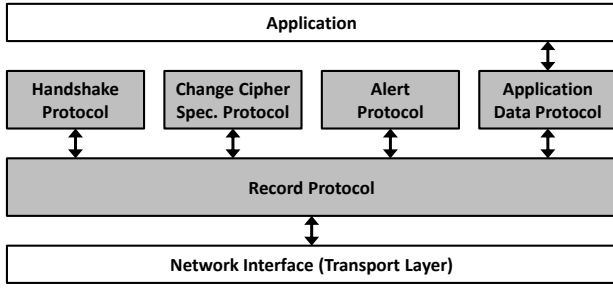 Application
Handshake
Protocol
Change Cipher
Spec. Protocol
Alert
Protocol
Application
Data Protocol
Record Protocol
Network Interface (Transport Layer)